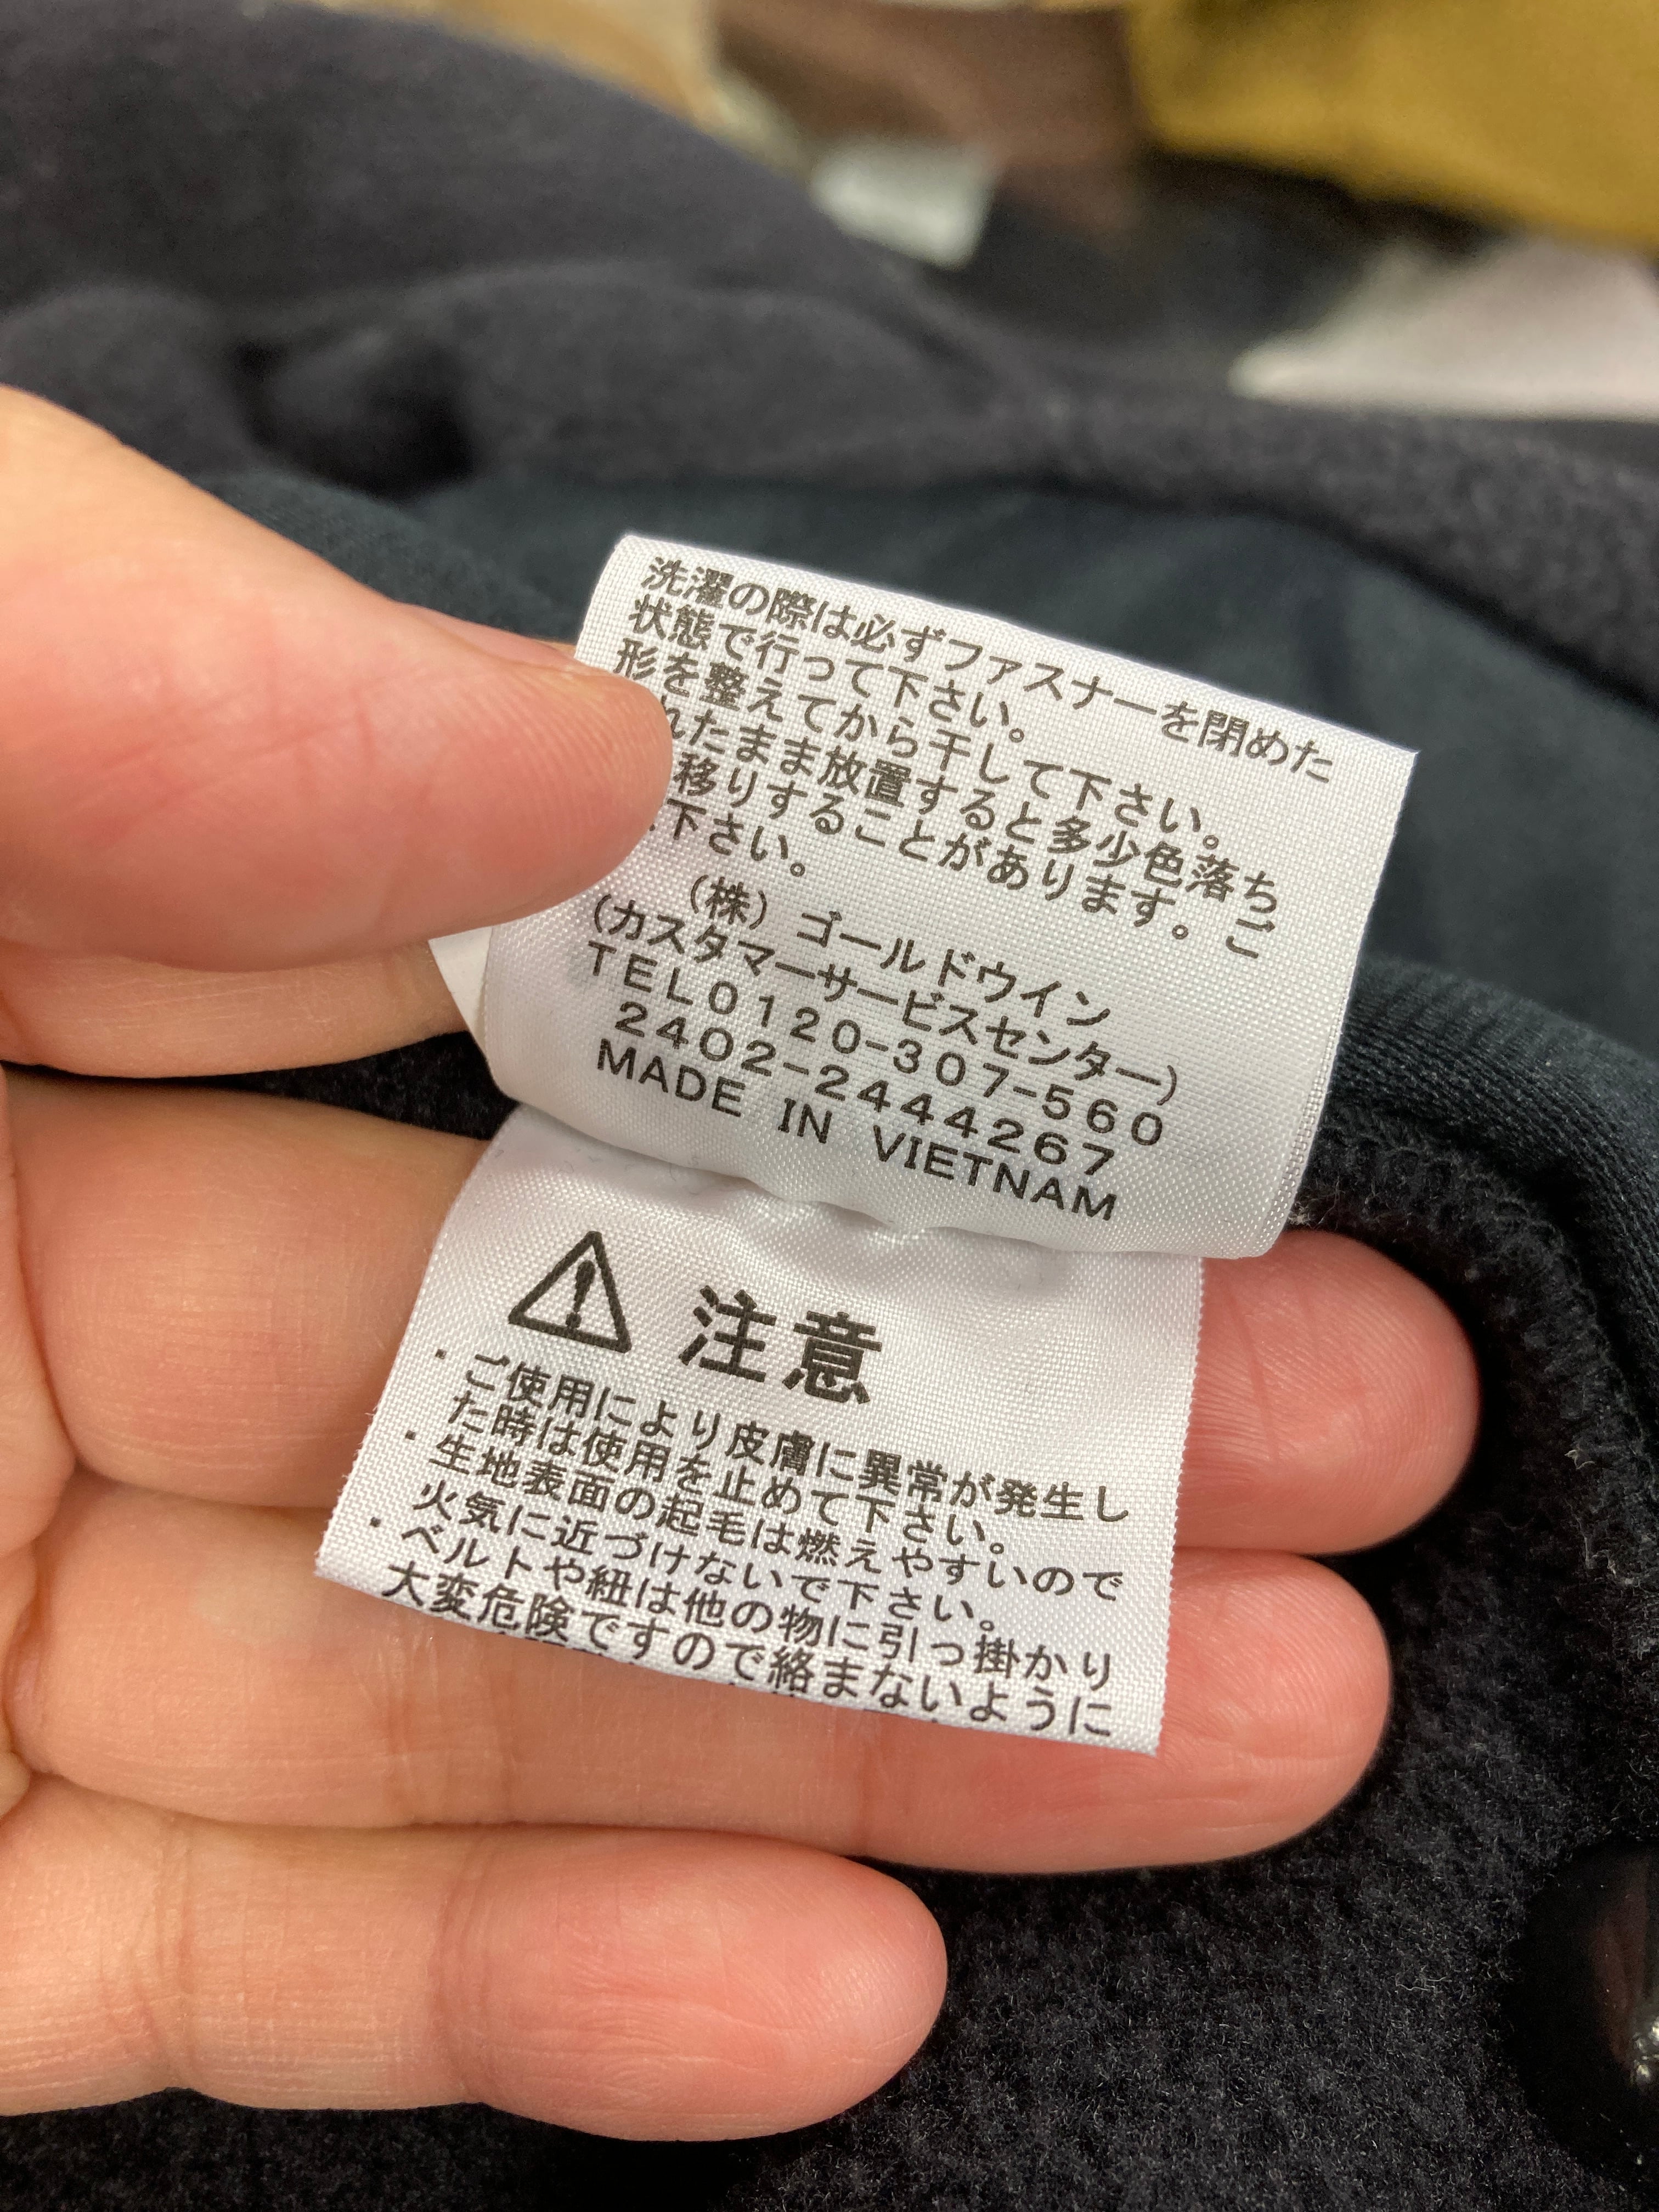 洗濯の際は必ずファスナーを閉めた
状態で行って下さい。
形を整えてから干して下さい。
れたまま放置すると多少色落ち
移りすることがあります。ご
下さい。
(株)ゴールドウイン
(カスタマーサービスセンター)
TEL0120-307-560
2402-2444267
MADE IN VIETNAM
注意
・ご使用により皮膚に異常が発生し
た時は使用を止めて下さい。
・生地表面の起毛は燃えやすいので
火気に近づけないで下さい。
・ベルトや紐は他の物に引っ掛かり
大変危険ですので絡まないように